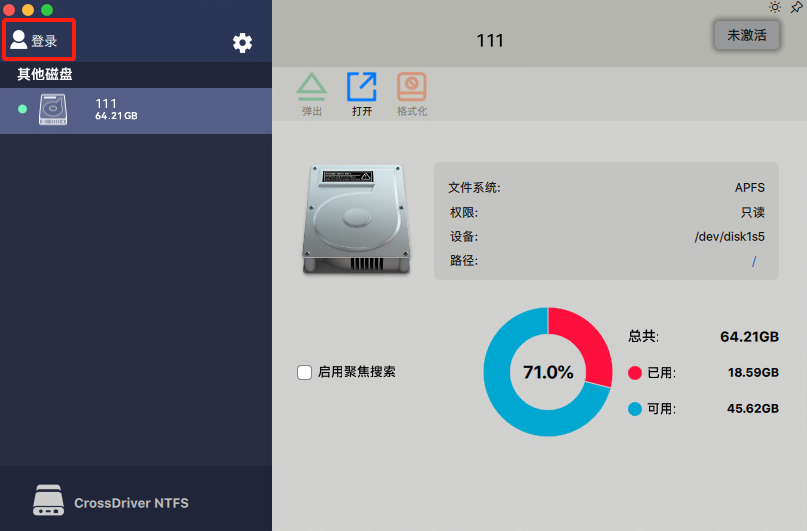 登录
其他磁盘
111
64.21GB
CrossDriver NTFS
111
未激活
弹出
打开
格式化
文件系统: APFS
权限: 只读
设备: /dev/disk1s5
路径: /
启用聚焦搜索
71.0%
总共: 64.21GB
已用: 18.59GB
可用: 45.62GB